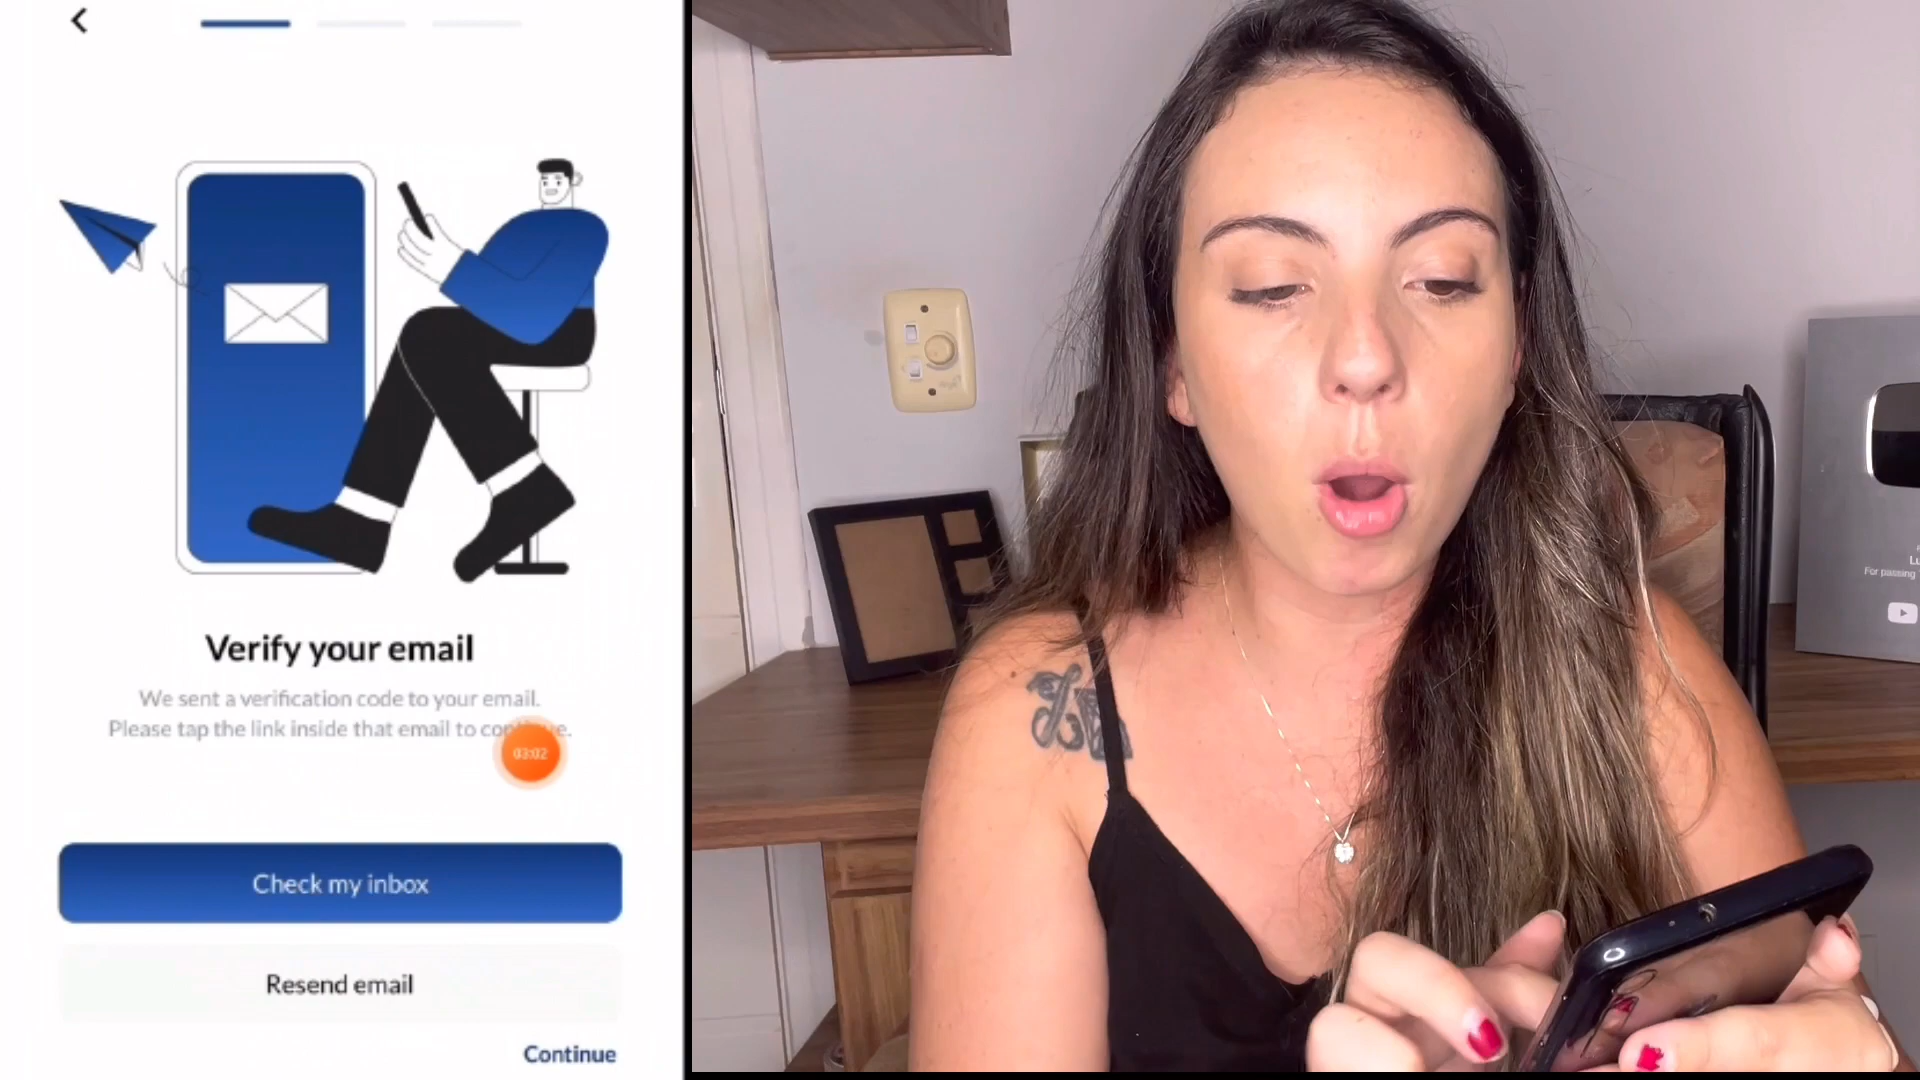 Verify your email
We sent a verification code to your email.
Please tap the link inside that email to
03:02
Check my inbox
Resend email
Continue
For passing